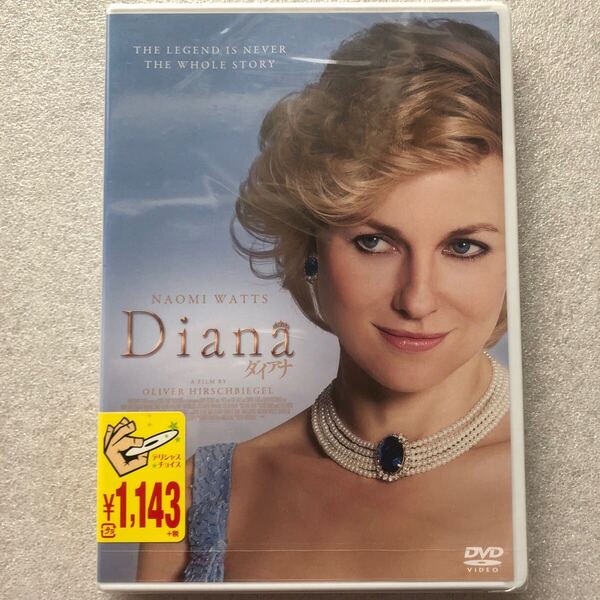 THE LEGEND IS NEVER
THE WHOLE STORY
NAOMI WATTS
Diana
ダイアナ
A FILM BY
OLIVER HIRSCHBIEGEL
デリシャス
チョイス
¥1,143
+税
DVD
VIDEO